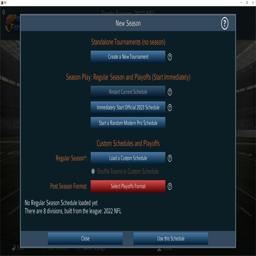 New Season
?
Standalone Tournaments (no season)
Create a New Tournament
?
Season-Play: Regular Season and Playoffs (Start Immediately)
Restart Current Schedule
?
Immediately Start Official 2023 Schedule
?
Start a Random Modern Pro Schedule
Custom Schedules and Playoffs
Regular Season*:
Load a Custom Schedule
?
Shuffle Teams in Custom Schedule
Post Season Format:
Select Playoffs Format
?
No Regular Season Schedule loaded yet
There are 8 divisions, built from the league: 2022 NFL
Close
Use this Schedule